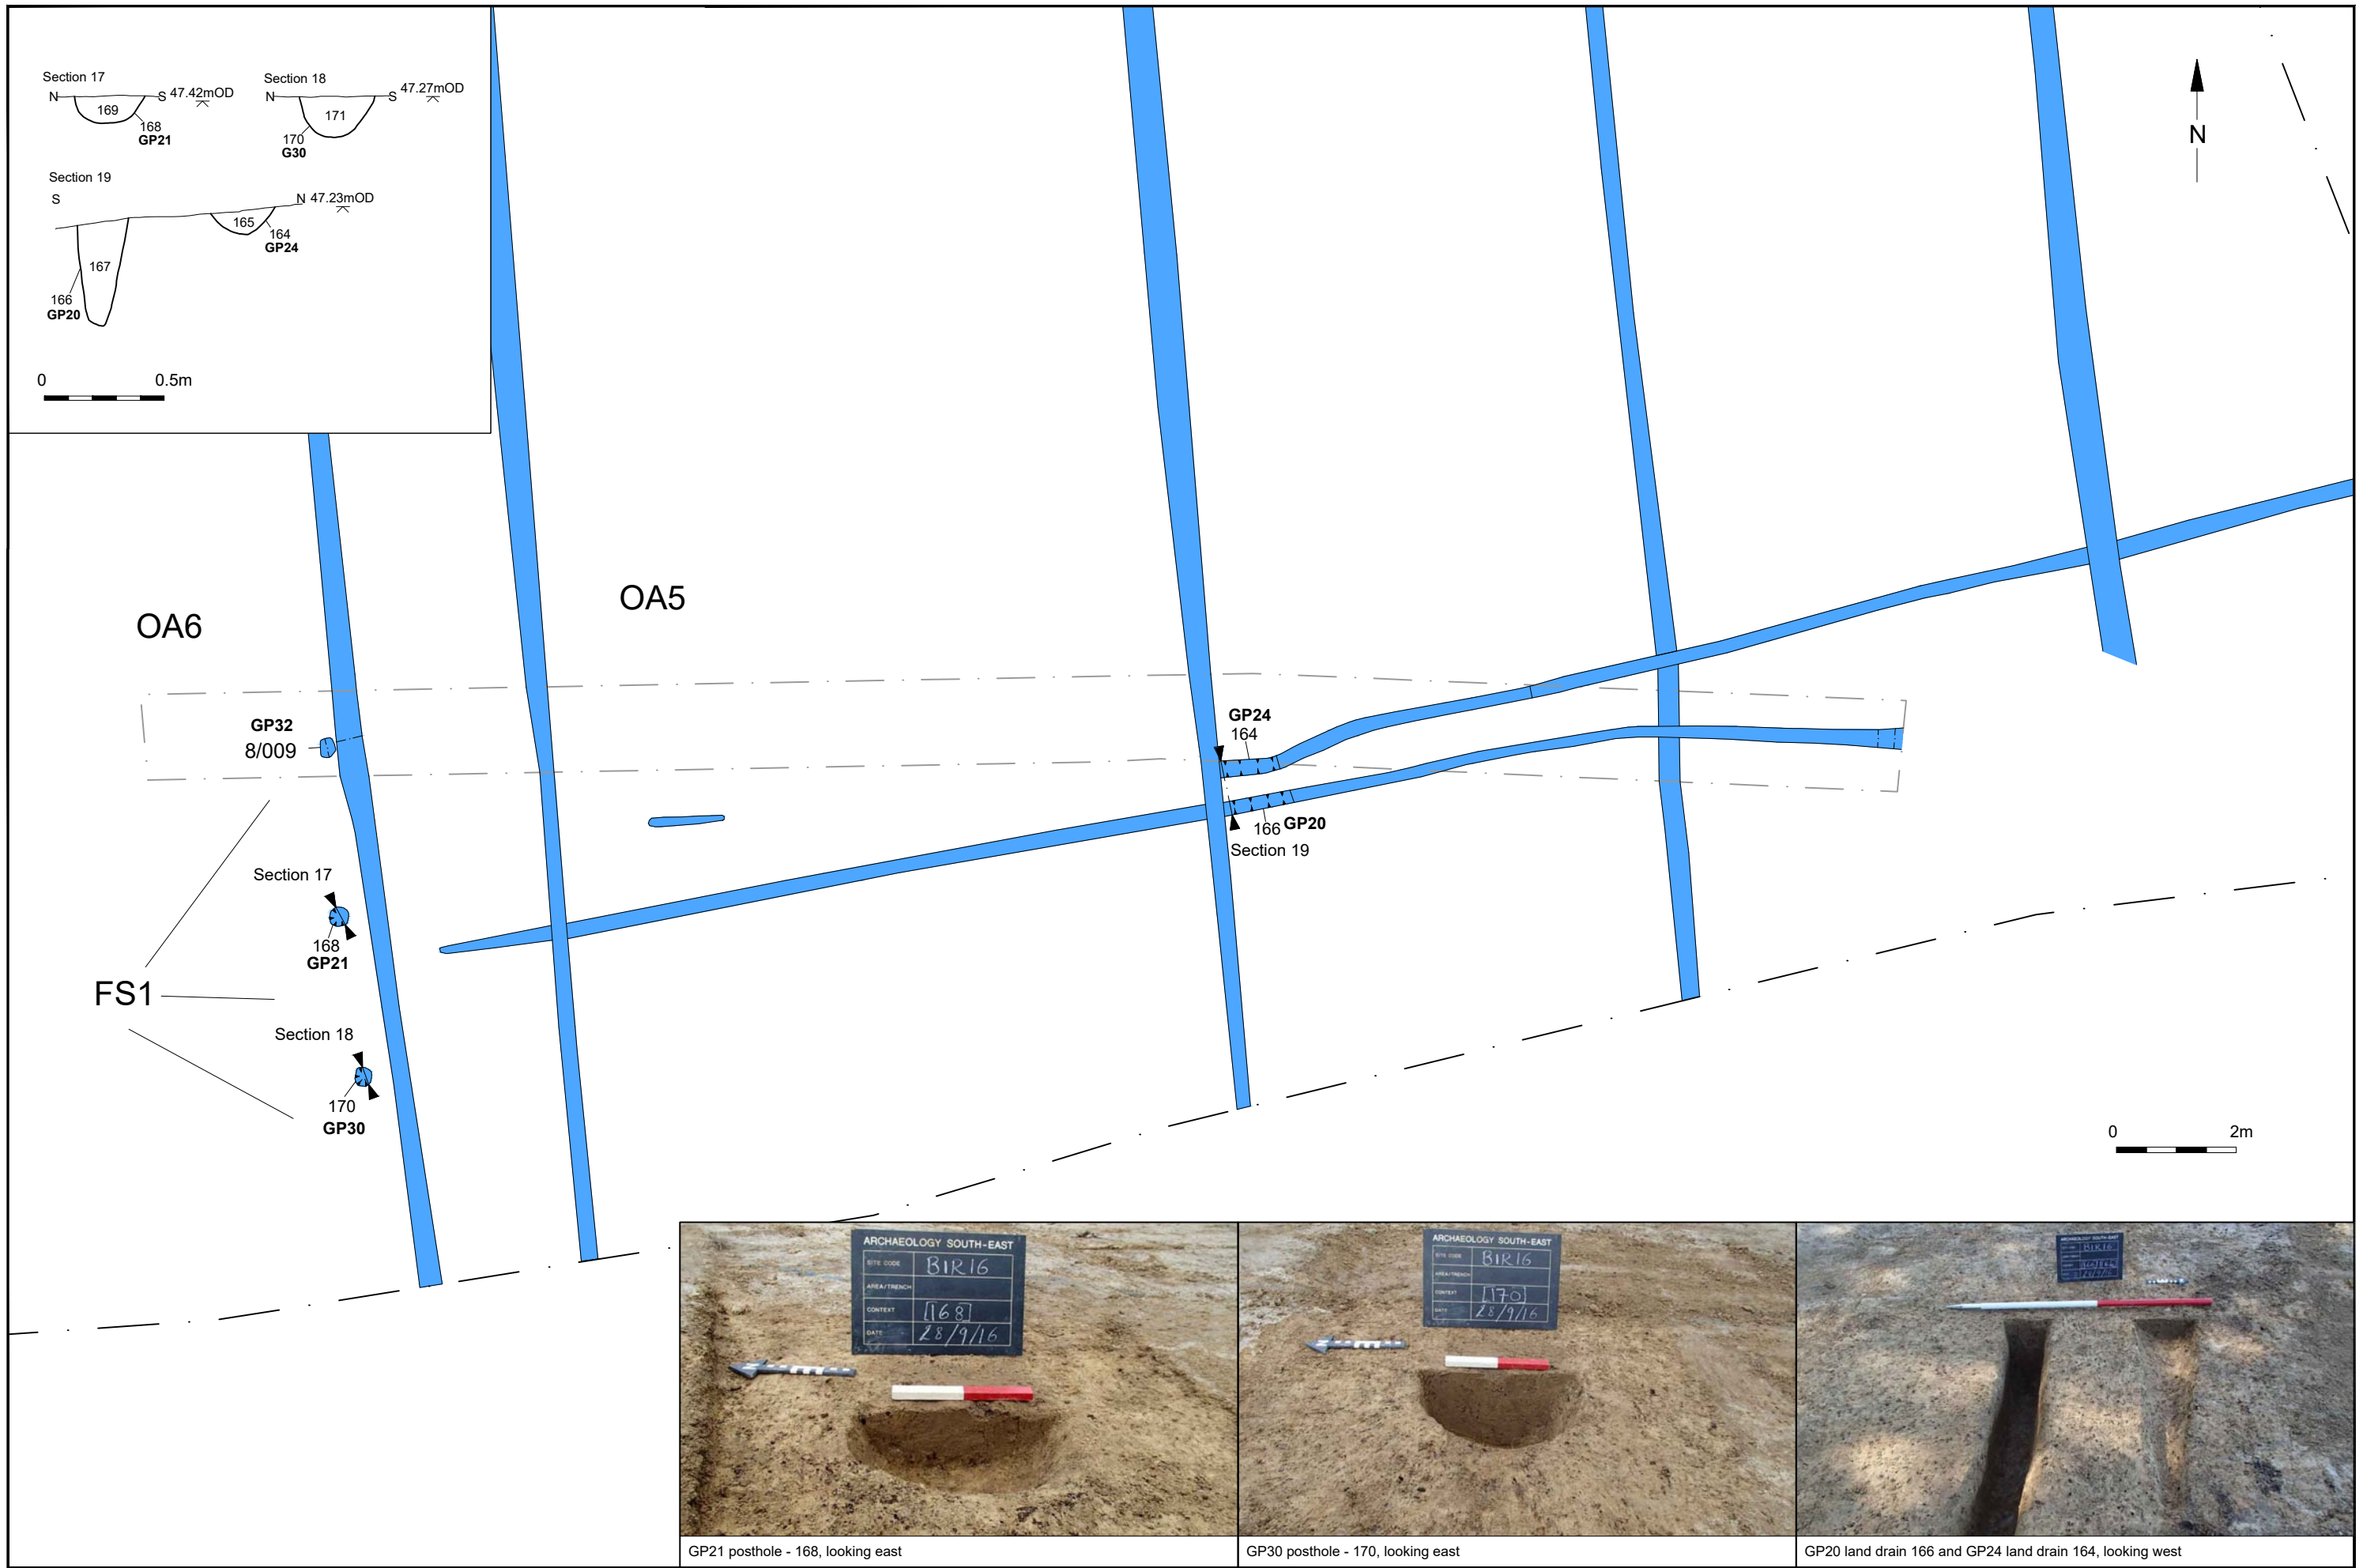 Section 17
N
S 47.42mOD
169
168
GP21
Section 18
N
S 47.27mOD
171
170
G30
Section 19
S
N 47.23mOD
165
164
GP24
167
166
GP20
0 0.5m
N
OA5
OA6
GP32
8/009
GP24
164
166 GP20
Section 19
Section 17
168
GP21
FS1
Section 18
170
GP30
0 2m
ARCHAEOLOGY SOUTH-EAST
SITE CODE BIR16
AREA/TRENCH
CONTEXT [168]
DATE 28/9/16
GP21 posthole - 168, looking east
ARCHAEOLOGY SOUTH-EAST
SITE CODE BIR16
AREA/TRENCH
CONTEXT [170]
DATE 28/9/16
GP30 posthole - 170, looking east
ARCHAEOLOGY SOUTH-EAST
BIR16
GP20 land drain 166 and GP24 land drain 164, looking west